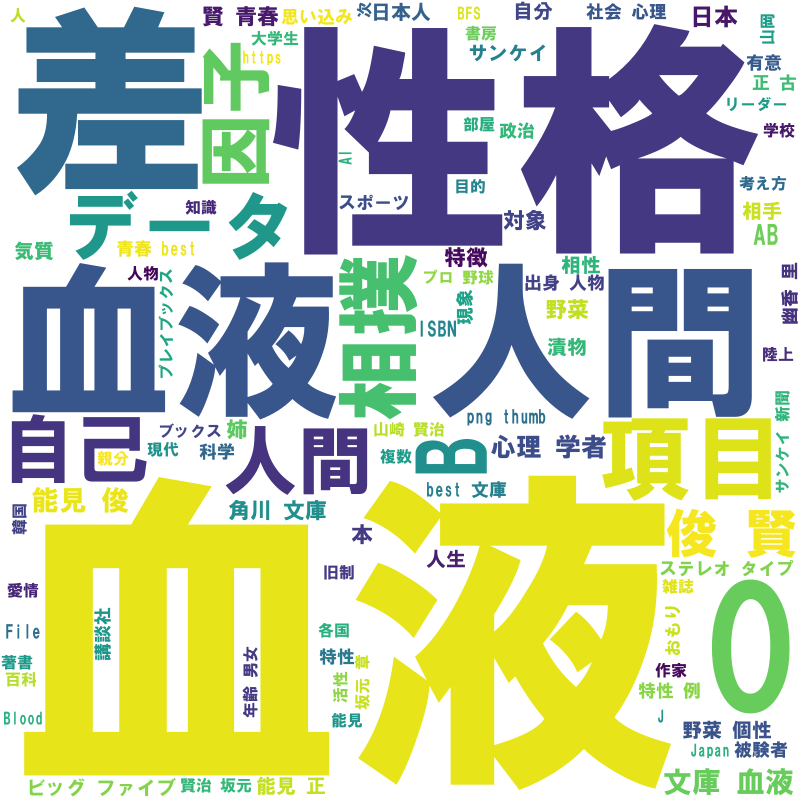 人
賢 青春
思い込み
次
日本人
BFS
自分
社会 心理
日本
山岡
差
性格
因子
大学生
https
書房
サンケイ
有意
正 古
リーダー
部屋
政治
学校
AI
目的
考え方
データ
知識
スポーツ
対象
相手
AB
気質
青春 best
特徴
相性
人物
プレイブックス
プロ 野球
出身 人物
幽香 里
血液
相撲
人間
ISBN
現象
野菜
漬物
陸上
png thumb
自己
ブックス
姉
山崎 賢治
項目
サンケイ 新聞
親分
現代
科学
人間
複数
B
心理 学者
best 文庫
能見 俊
角川 文庫
韓国
本
俊 賢
血液
人生
ステレオ タイプ
愛情
旧制
雑誌
O
File
講談社
各国
おもり
著書
年齢 男女
特性
作家
百科
活性
坂元 章
特性 例
Blood
能見
J
野菜 個性
Japan
被験者
ビッグ ファイブ
賢治 坂元
能見 正
文庫 血液